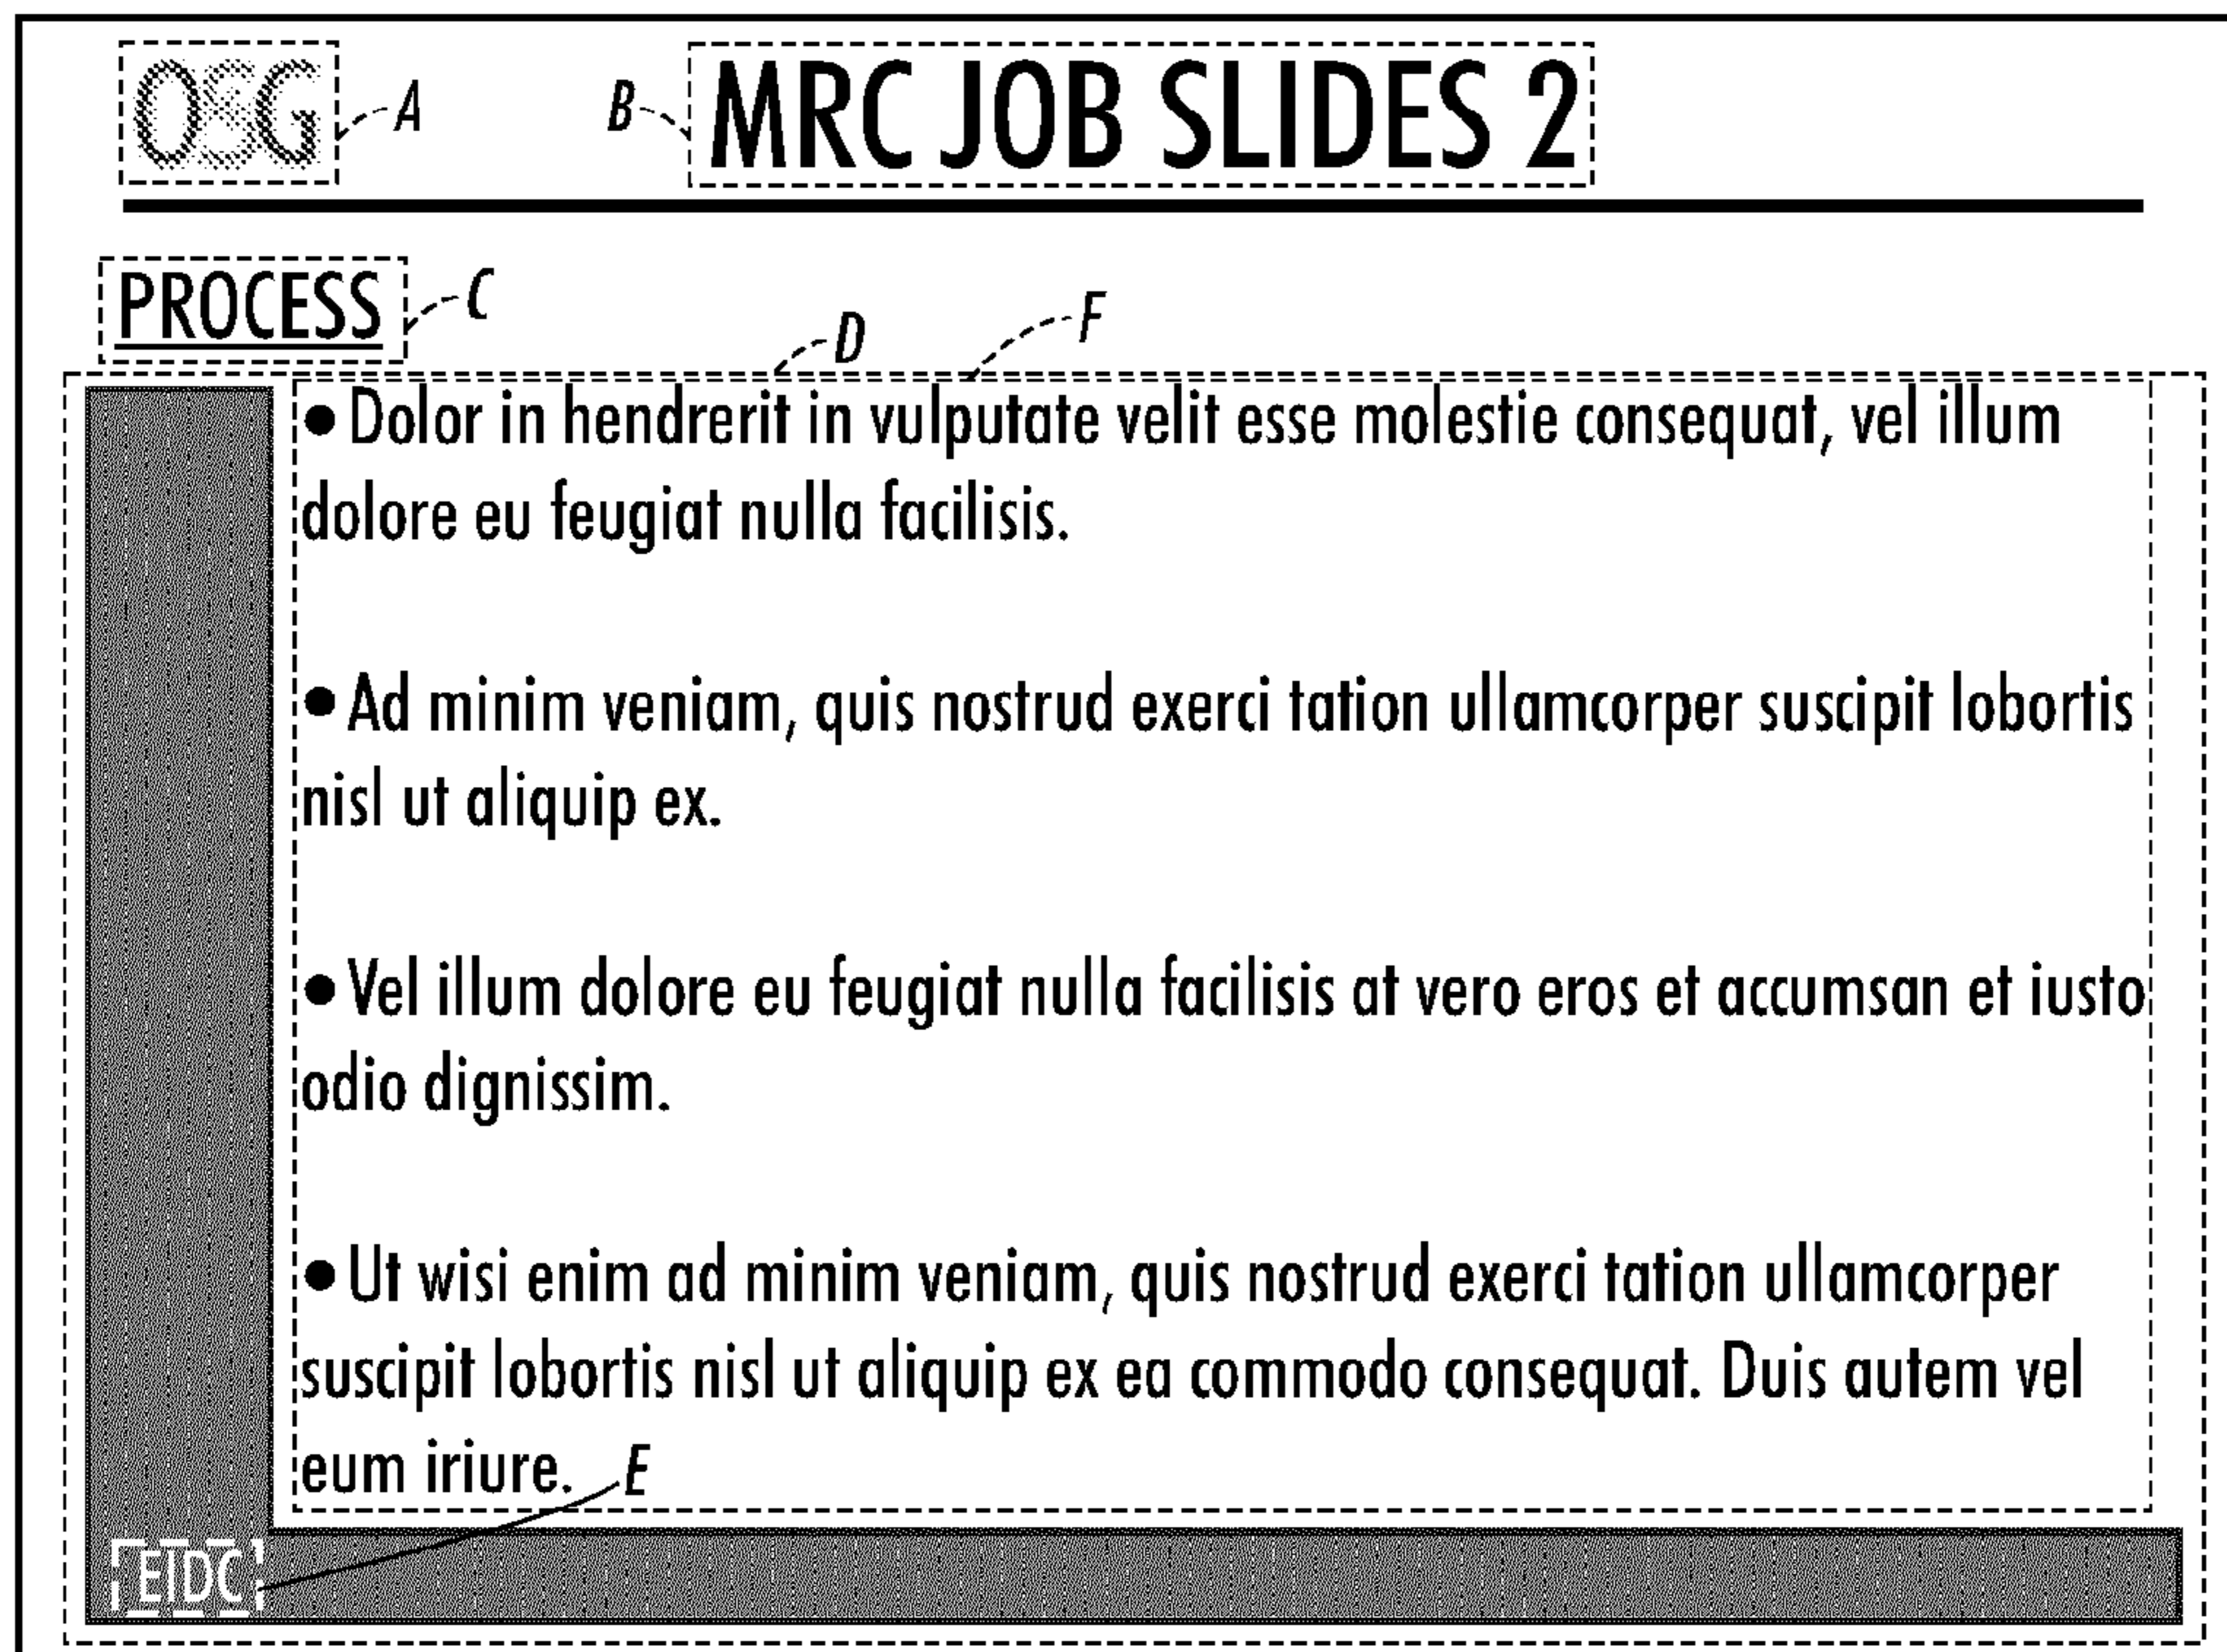 OSG A B MRC JOB SLIDES 2
PROCESS C
D F
● Dolor in hendrerit in vulputate velit esse molestie consequat, vel illum
dolore eu feugiat nulla facilisis.
● Ad minim veniam, quis nostrud exerci tation ullamcorper suscipit lobortis
nisl ut aliquip ex.
● Vel illum dolore eu feugiat nulla facilisis at vero eros et accumsan et iusto
odio dignissim.
● Ut wisi enim ad minim veniam, quis nostrud exerci tation ullamcorper
suscipit lobortis nisl ut aliquip ex ea commodo consequat. Duis autem vel
eum iriure. E
EIDC